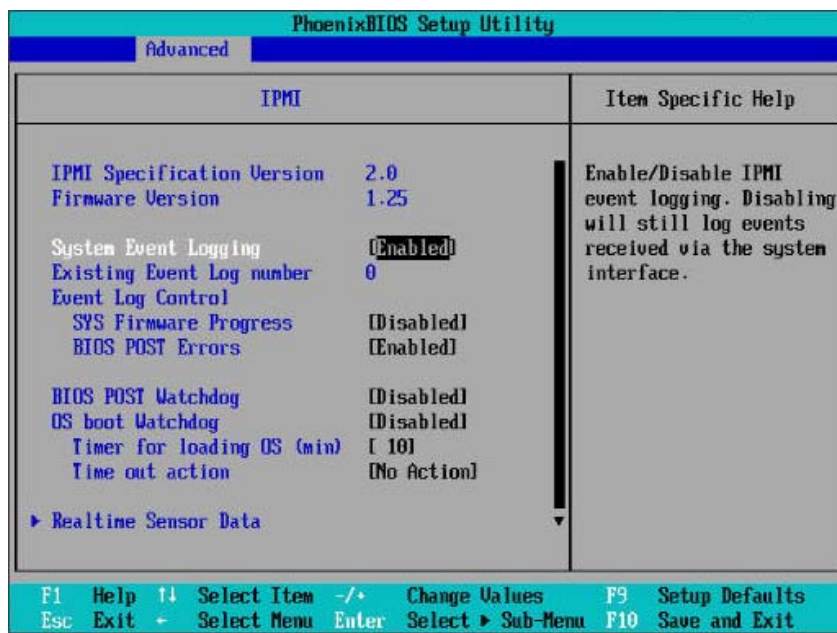 PhoenixBIOS Setup Utility
Advanced
IPMI
Item Specific Help
IPMI Specification Version 2.0
Firmware Version 1.25
System Event Logging [Enabled]
Existing Event Log number 0
Event Log Control
SYS Firmware Progress [Disabled]
BIOS POST Errors [Enabled]
BIOS POST Watchdog [Disabled]
OS boot Watchdog [Disabled]
Timer for loading OS (min) [ 10]
Time out action [No Action]
▶ Realtime Sensor Data
Enable/Disable IPMI
event logging. Disabling
will still log events
received via the system
interface.
F1 Help ↑↓ Select Item -/+ Change Values F9 Setup Defaults
Esc Exit ← Select Menu Enter Select ▶ Sub-Menu F10 Save and Exit